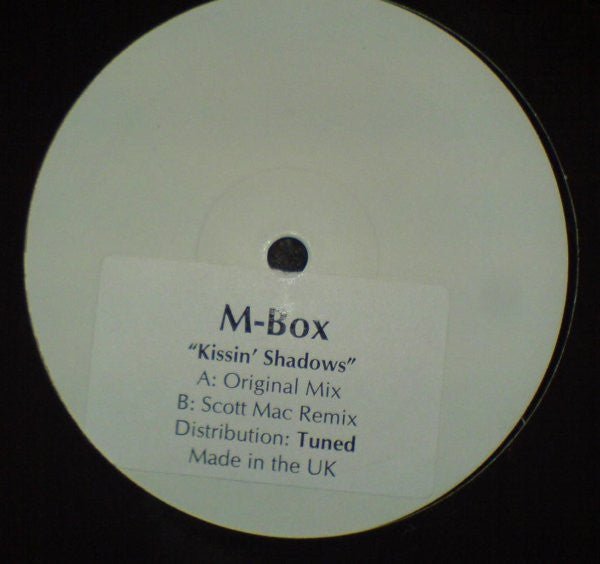 M-Box
“Kissin’ Shadows”
A: Original Mix
B: Scott Mac Remix
Distribution: Tuned
Made in the UK